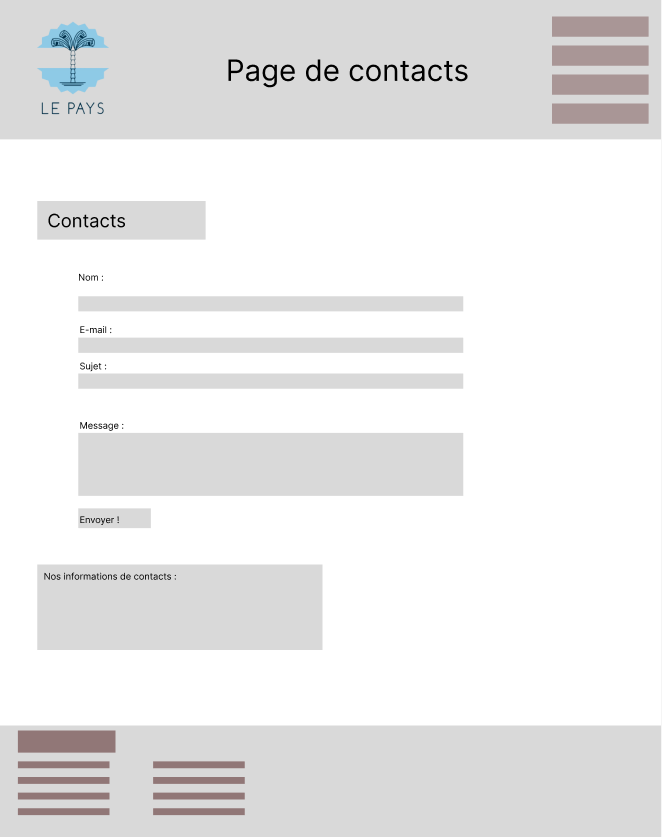 LE PAYS
Page de contacts
Contacts
Nom :
E-mail :
Sujet :
Message :
Envoyer !
Nos informations de contacts :